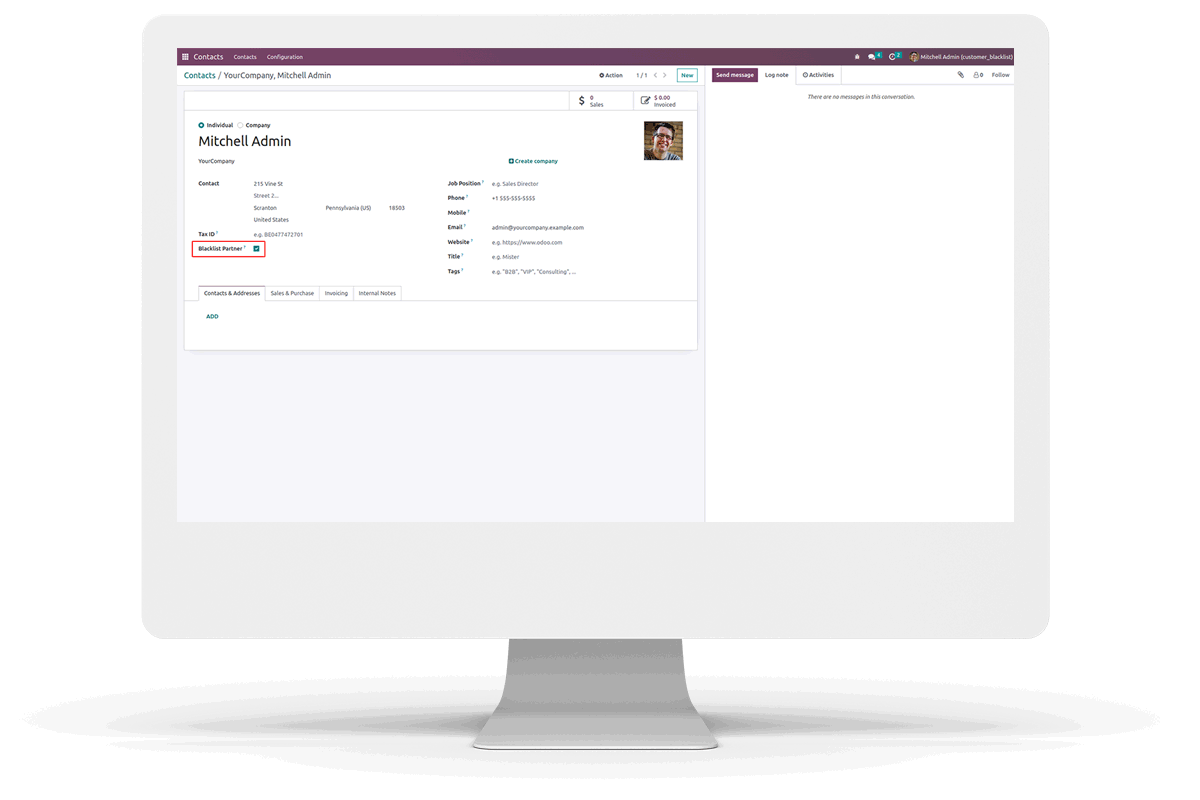 Contacts Contacts Configuration 4 2 Mitchell Admin (customer_blacklist)
Contacts / YourCompany, Mitchell Admin Action 1 / 1 New Send message Log note Activities 0 Follow
There are no messages in this conversation.
$ 0 Sales $ 0.00 Invoiced
Individual Company
Mitchell Admin
YourCompany Create company
Contact 215 Vine St
Street 2...
Scranton Pennsylvania (US) 18503
United States
Tax ID ? e.g. BE0477472701
Blacklist Partner ?
Job Position ? e.g. Sales Director
Phone ? +1 555-555-5555
Mobile ?
Email ? admin@yourcompany.example.com
Website ? e.g. https://www.odoo.com
Title ? e.g. Mister
Tags ? e.g. "B2B", "VIP", "Consulting", ...
Contacts & Addresses Sales & Purchase Invoicing Internal Notes
ADD